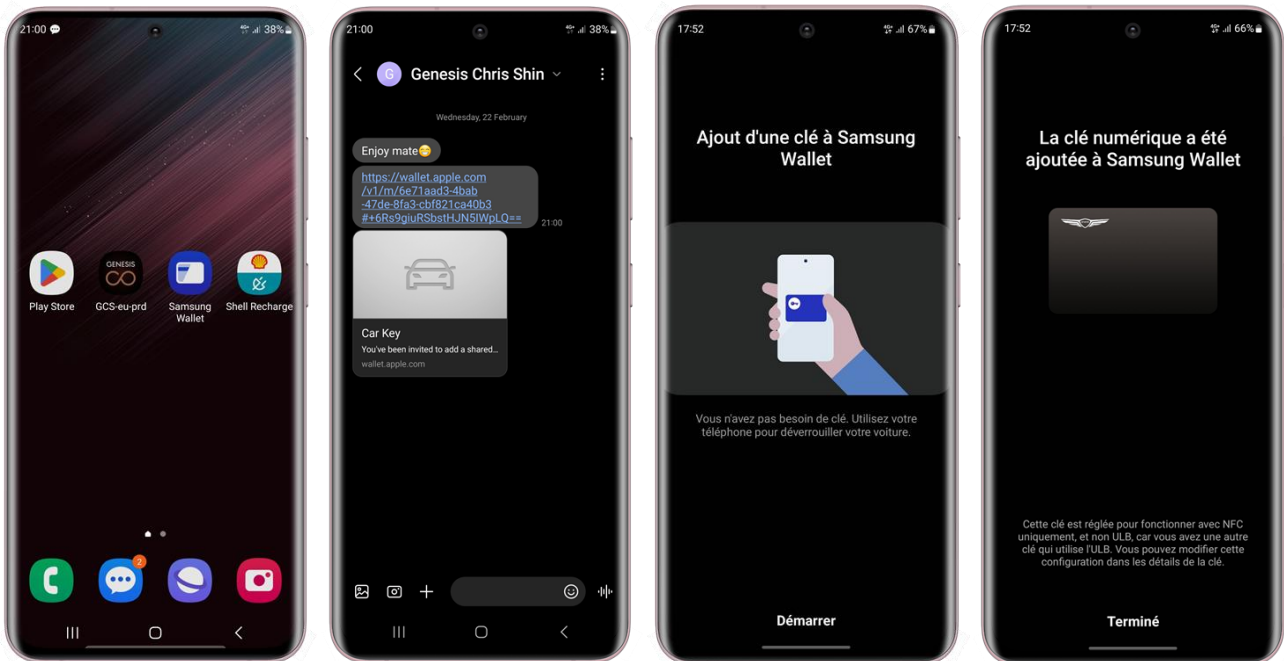 21:00
38%
Play Store
GENESIS
GCS-eu-prd
Samsung
Wallet
Shell Recharge
2
21:00
38%
G
Genesis Chris Shin
Wednesday, 22 February
Enjoy mate😁
https://wallet.apple.com
/v1/m/6e71aad3-4bab
-47de-8fa3-cbf821ca40b3
#+6Rs9giuRSbstHJN5IWpLQ==
21:00
Car Key
You've been invited to add a shared...
wallet.apple.com
17:52
67%
Ajout d'une clé à Samsung
Wallet
Vous n'avez pas besoin de clé. Utilisez votre
téléphone pour déverrouiller votre voiture.
Démarrer
17:52
66%
La clé numérique a été
ajoutée à Samsung Wallet
Cette clé est réglée pour fonctionner avec NFC
uniquement, et non ULB, car vous avez une autre
clé qui utilise l'ULB. Vous pouvez modifier cette
configuration dans les détails de la clé.
Terminé